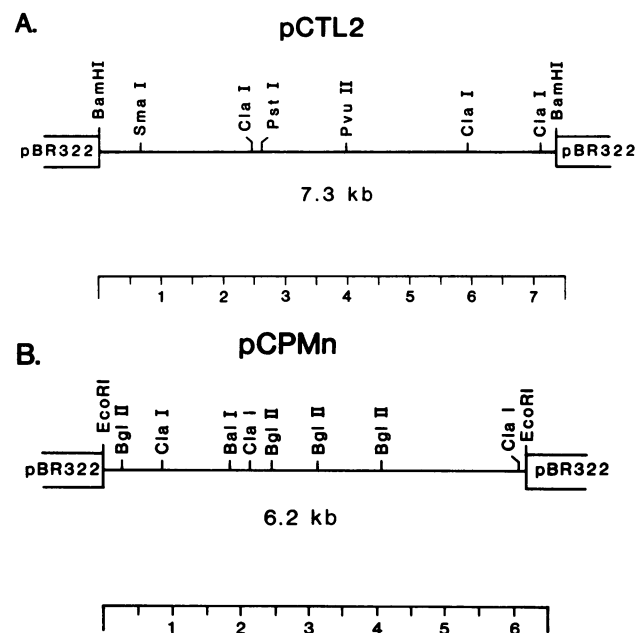 A.
pCTL2
BamHI
Sma I
Cla I
Pst I
Pvu II
Cla I
Cla I
BamHI
pBR322
pBR322
7.3 kb
1 2 3 4 5 6 7
B.
pCPMn
EcoRI
Bgl II
Cla I
Bal I
Cla I
Bgl II
Bgl II
Bgl II
Cla I
EcoRI
pBR322
pBR322
6.2 kb
1 2 3 4 5 6